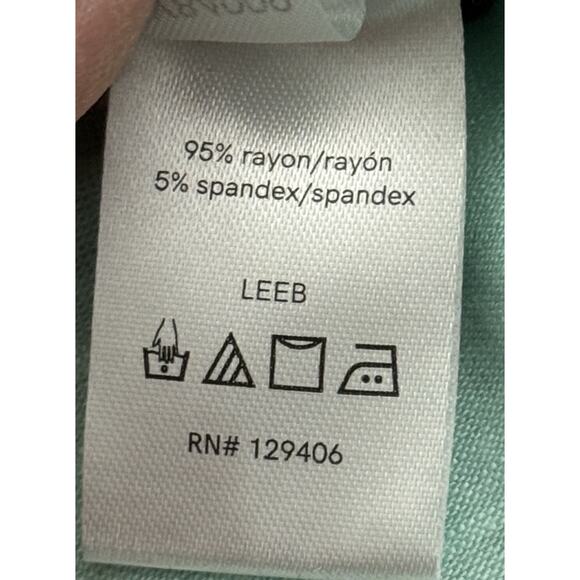 95% rayon/rayón
5% spandex/spandex
LEEB
RN# 129406